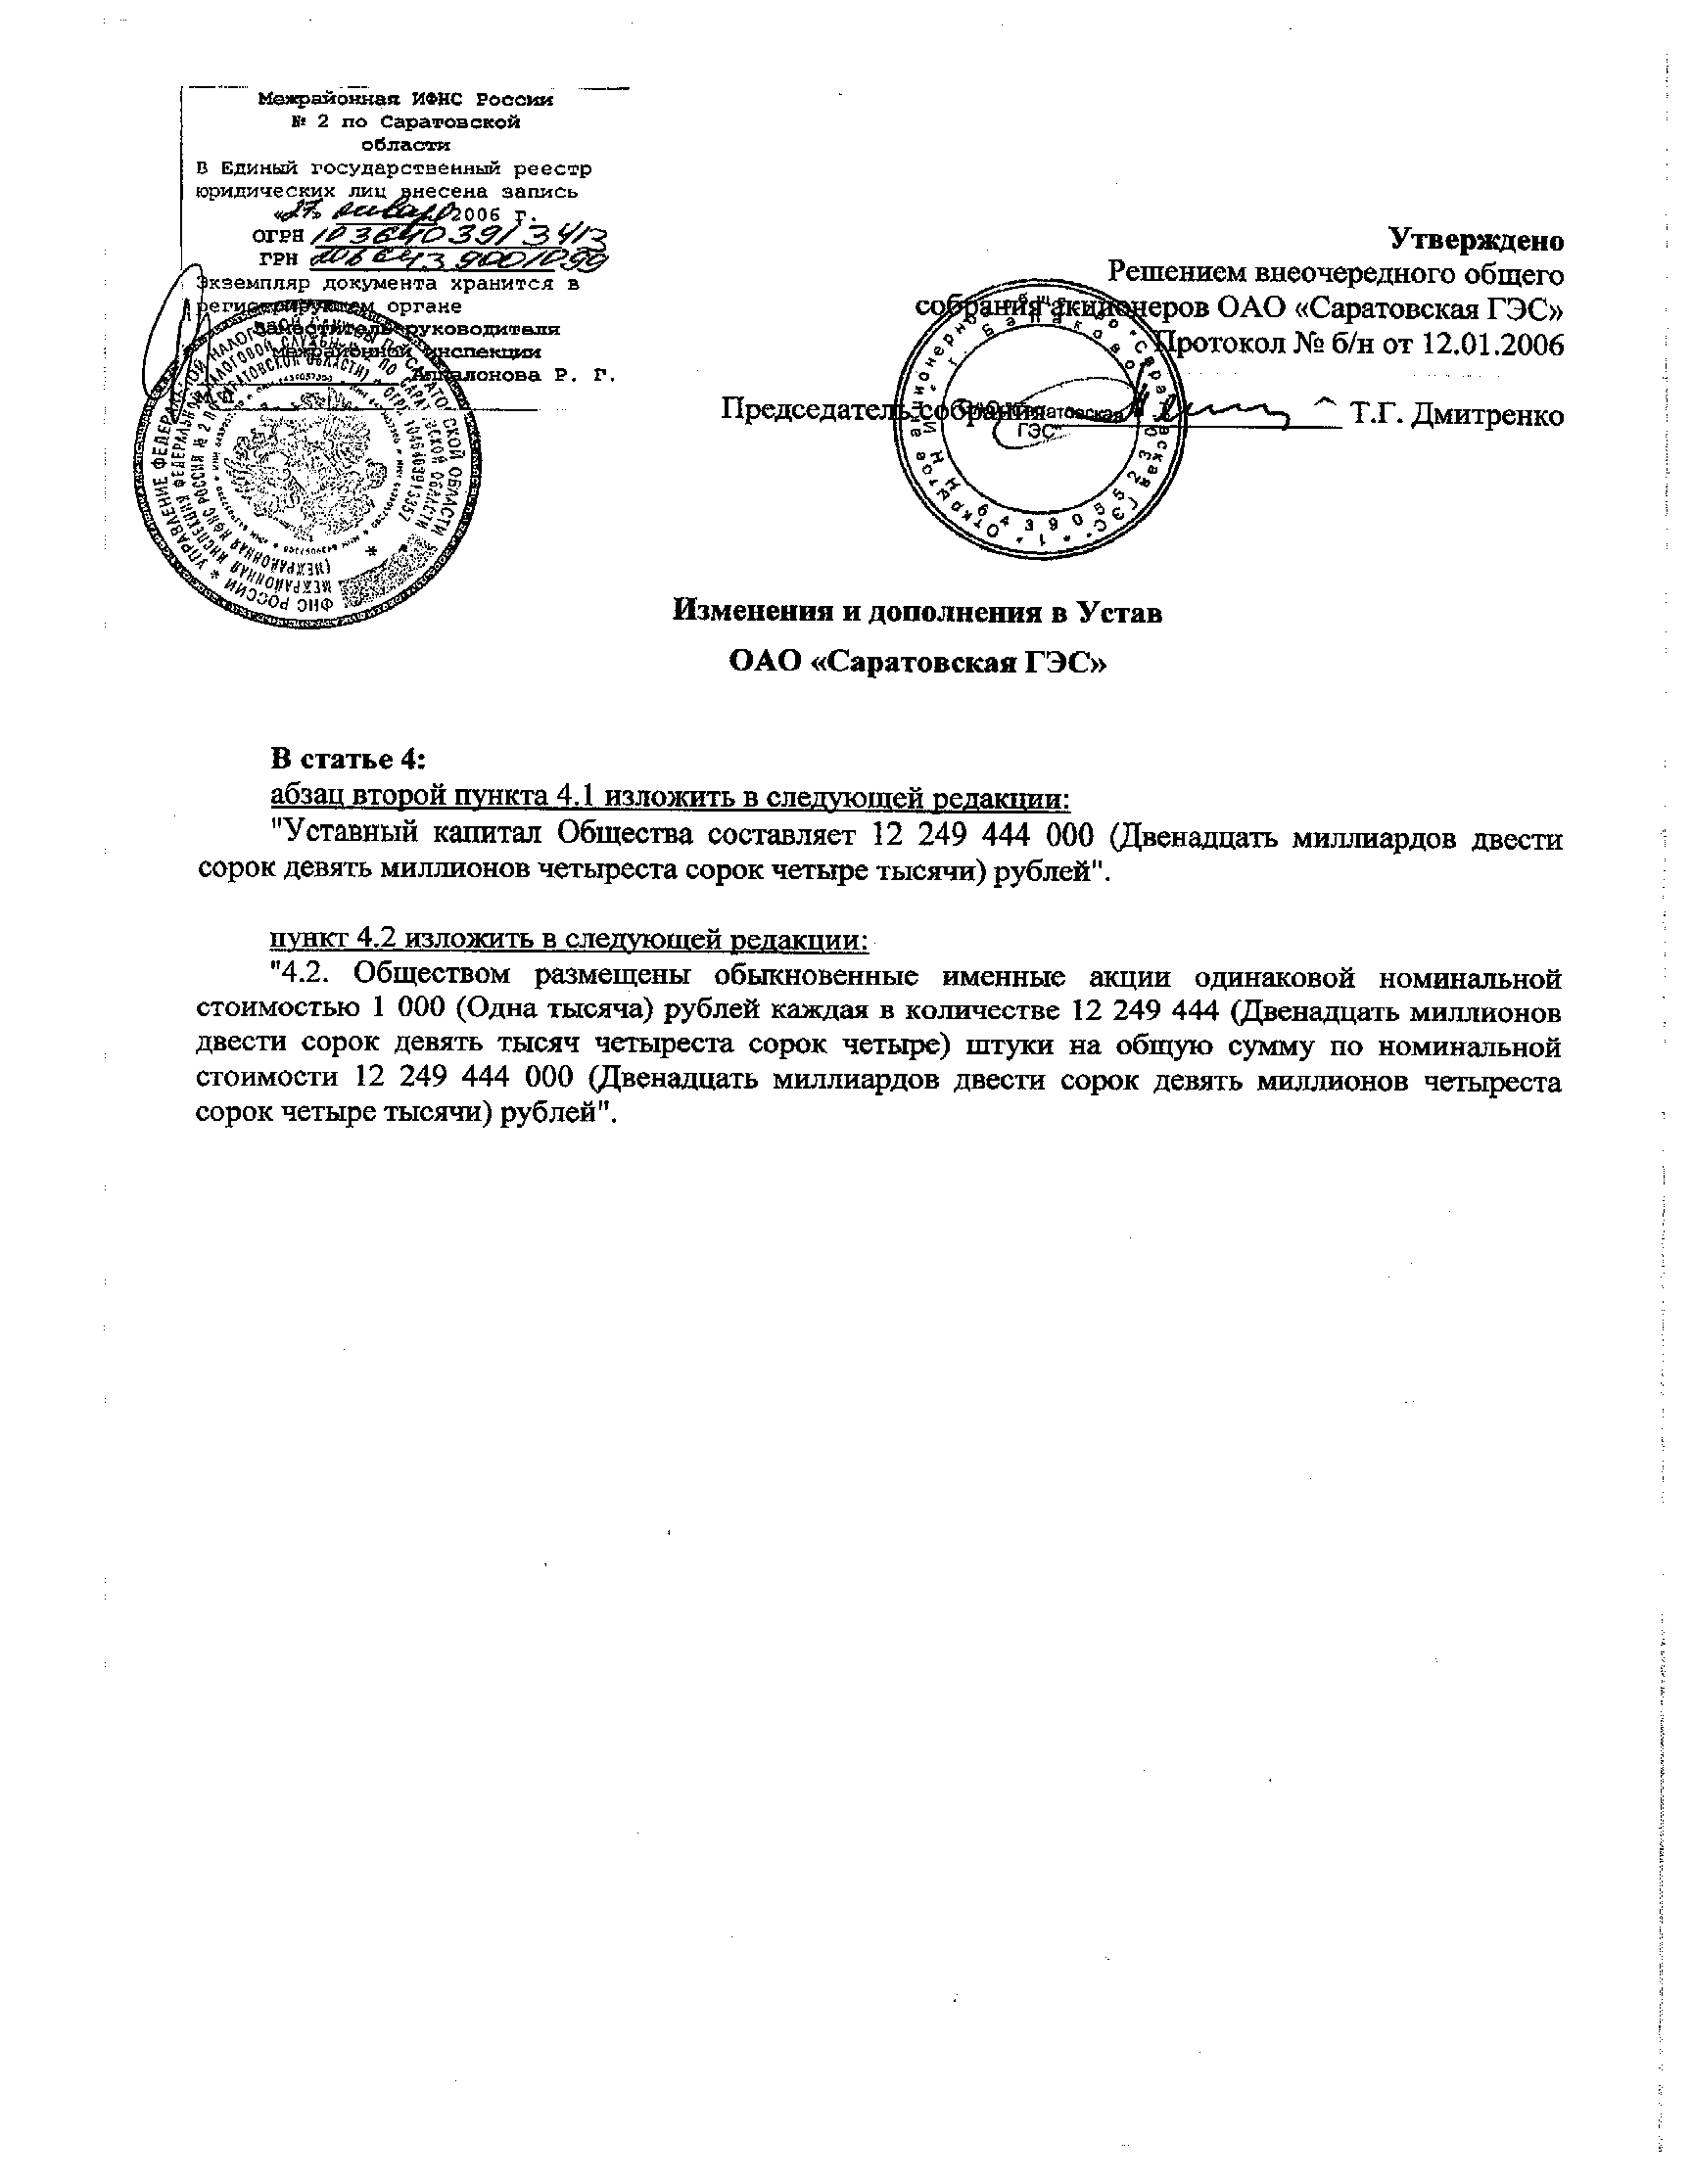 Межрайонная ИФНС России
№ 2 по Саратовской
области
В Единый государственный реестр
юридических лиц внесена запись
«27» января 2006 г.
ОГРН 1036403913413
ГРН 2066439001099
Экземпляр документа хранится в
регистрирующем органе
Заместитель руководителя
межрайонной инспекции
Р. Г.
Утверждено
Решением внеочередного общего
собрания акционеров ОАО «Саратовская ГЭС»
Протокол № б/н от 12.01.2006
Председатель собрания Т.Г. Дмитренко
Изменения и дополнения в Устав
ОАО «Саратовская ГЭС»
В статье 4:
абзац второй пункта 4.1 изложить в следующей редакции:
"Уставный капитал Общества составляет 12 249 444 000 (Двенадцать миллиардов двести
сорок девять миллионов четыреста сорок четыре тысячи) рублей".
пункт 4.2 изложить в следующей редакции:
"4.2. Обществом размещены обыкновенные именные акции одинаковой номинальной
стоимостью 1 000 (Одна тысяча) рублей каждая в количестве 12 249 444 (Двенадцать миллионов
двести сорок девять тысяч четыреста сорок четыре) штуки на общую сумму по номинальной
стоимости 12 249 444 000 (Двенадцать миллиардов двести сорок девять миллионов четыреста
сорок четыре тысячи) рублей".